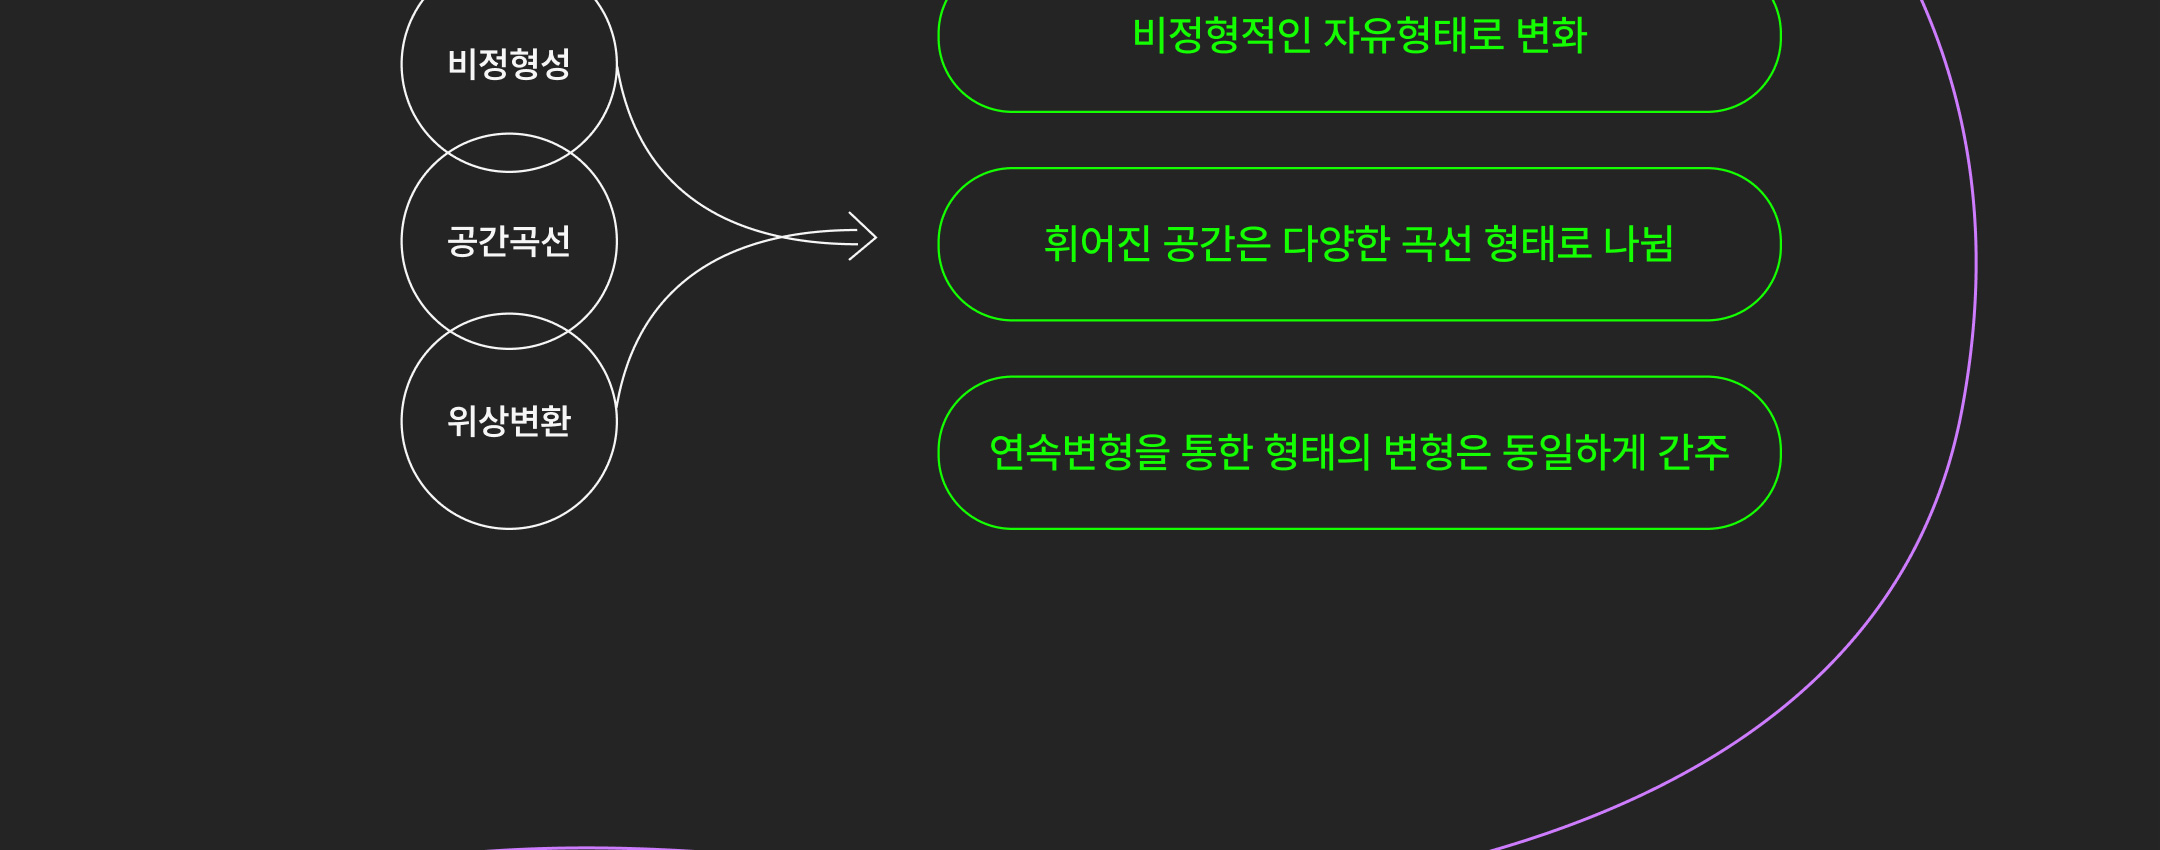 비정형성
공간곡선
위상변환
비정형적인 자유형태로 변화
휘어진 공간은 다양한 곡선 형태로 나뉨
연속변형을 통한 형태의 변형은 동일하게 간주